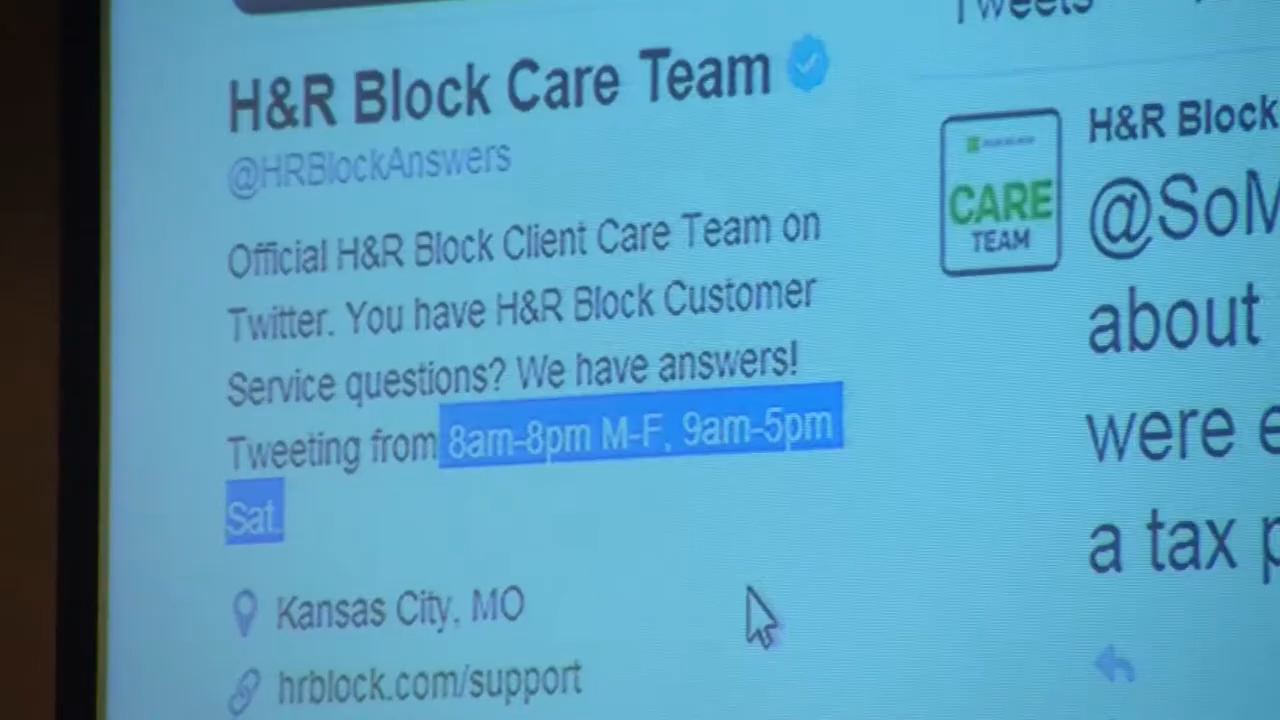 H&R Block Care Team
@HRBlockAnswers
Official H&R Block Client Care Team on
Twitter. You have H&R Block Customer
Service questions? We have answers!
Tweeting from 8am-8pm M-F, 9am-5pm
Sat.
Kansas City, MO
hrblock.com/support
Tweets
H&R Block
CARE
TEAM
@SoM
about
were e
a tax p